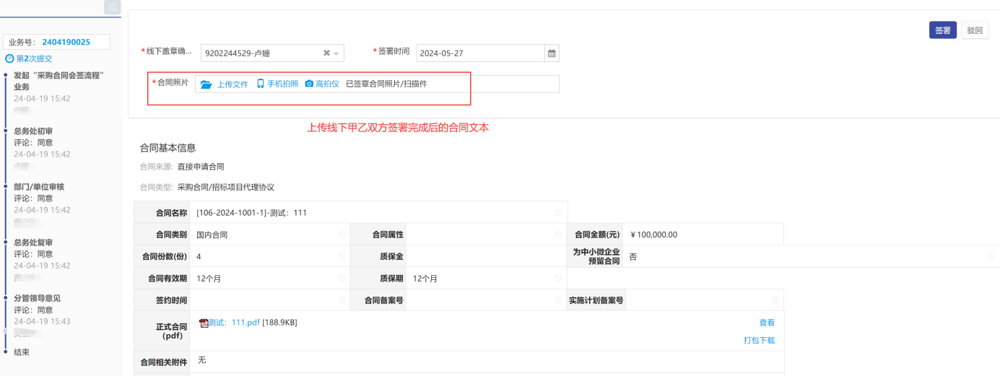 业务号： 2404190025
第2次提交
发起“采购合同会签流程”
业务
24-04-19 15:42
总务处初审
评论：同意
24-04-19 15:42
部门/单位审核
评论：同意
24-04-19 15:42
总务处复审
评论：同意
24-04-19 15:42
分管领导意见
评论：同意
24-04-19 15:43
结束
签署 驳回
*线下盖章确... 9202244529-卢姗 *签署时间 2024-05-27
*合同照片 上传文件 手机拍照 高拍仪 已签章合同照片/扫描件
上传线下甲乙双方签署完成后的合同文本
合同基本信息
合同来源: 直接申请合同
合同类型: 采购合同/招标项目代理协议
合同名称 [106-2024-1001-1]-测试：111
合同类别 国内合同 合同属性 合同金额(元) ¥100,000.00
合同份数(份) 4 质保金 为中小微企业
预留合同 否
合同有效期 12个月 质保期 12个月
签约时间 合同备案号 实施计划备案号
正式合同
(pdf) 测试：111.pdf [188.9KB] 查看
打包下载
合同相关附件 无